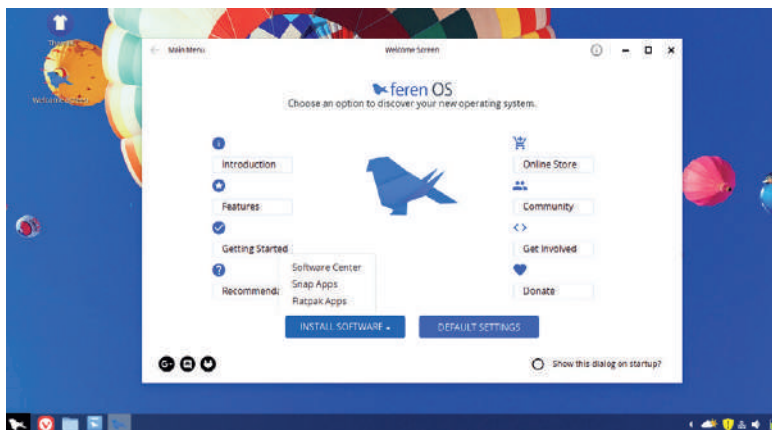 Main Menu
Welcome Screen
feren OS
Choose an option to discover your new operating system.
Introduction
Online Store
Features
Community
Getting Started
Get Involved
Software Center
Snap Apps
Flatpak Apps
Donate
INSTALL SOFTWARE
DEFAULT SETTINGS
G+
Show this dialog on startup?